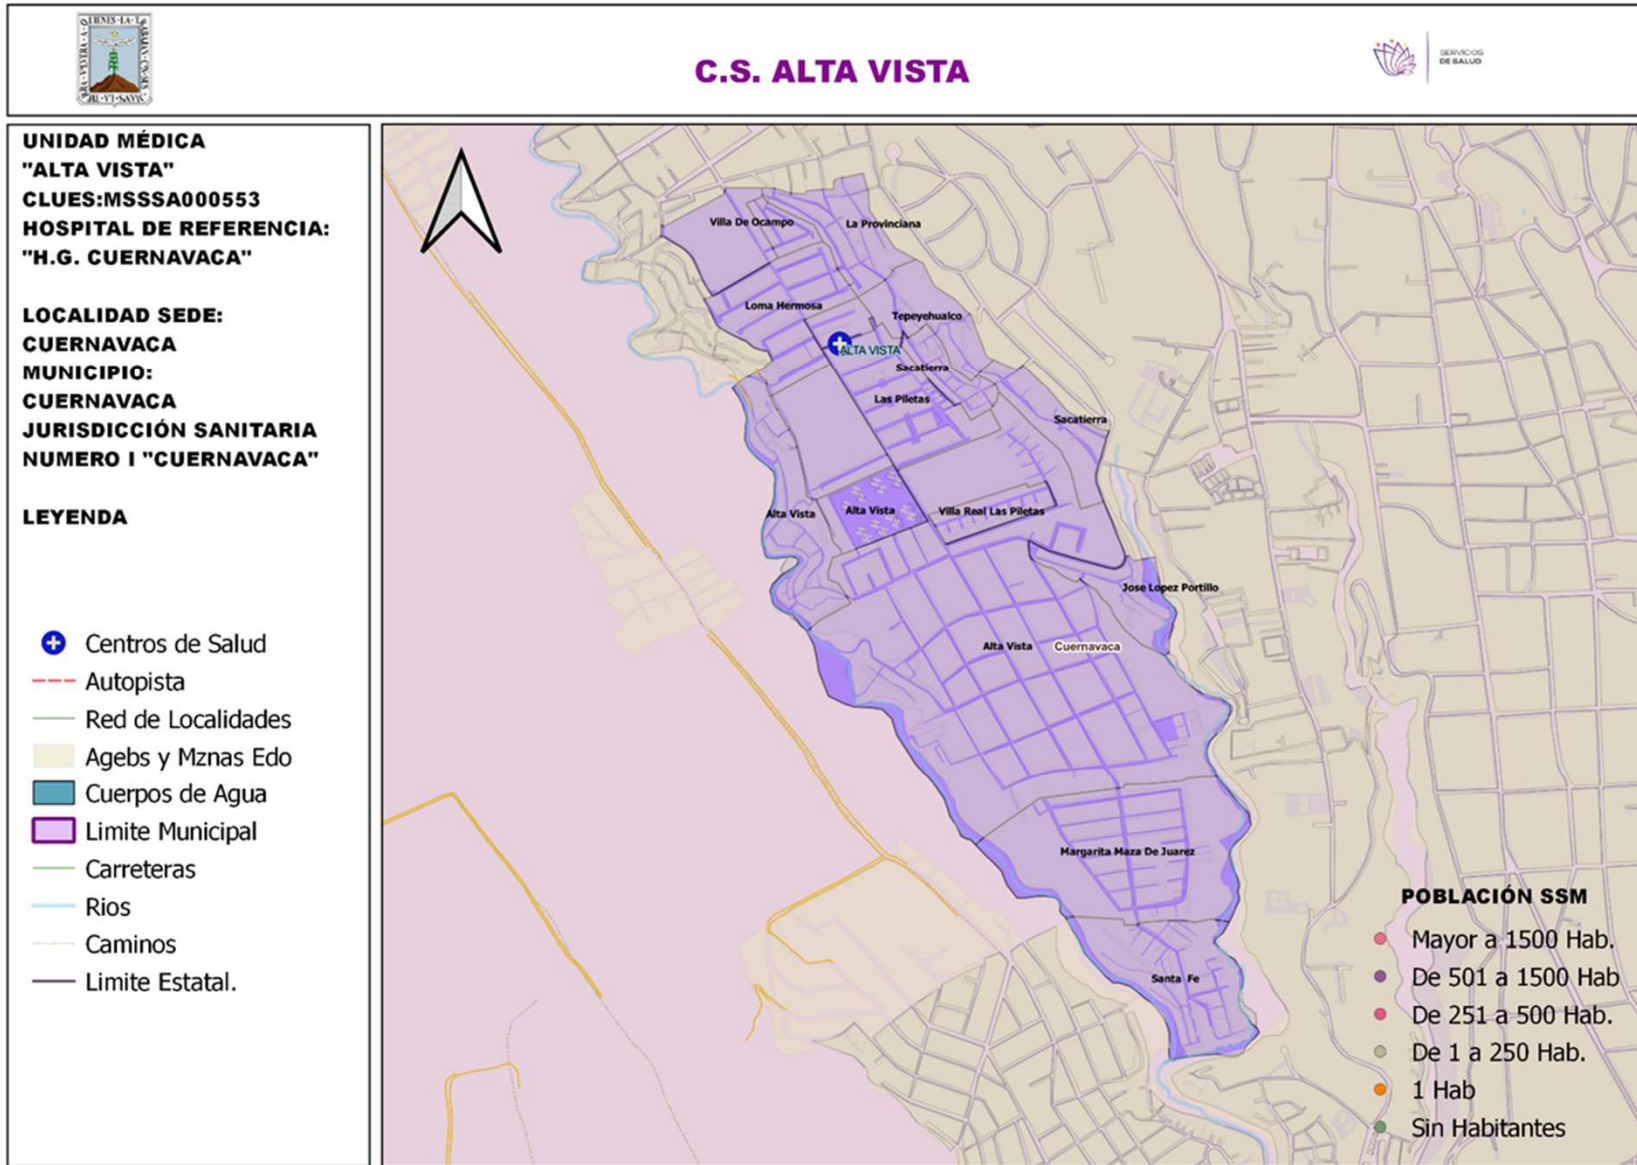 C.S. ALTA VISTA
SERVICIOS
DE SALUD
UNIDAD MÉDICA
"ALTA VISTA"
CLUES:MSSSA000553
HOSPITAL DE REFERENCIA:
"H.G. CUERNAVACA"
LOCALIDAD SEDE:
CUERNAVACA
MUNICIPIO:
CUERNAVACA
JURISDICCIÓN SANITARIA
NUMERO I "CUERNAVACA"
LEYENDA
Centros de Salud
Autopista
Red de Localidades
Agebs y Mznas Edo
Cuerpos de Agua
Limite Municipal
Carreteras
Rios
Caminos
Limite Estatal.
Villa De Ocampo
La Provinciana
Loma Hermosa
Tepeyehualco
ALTA VISTA
Sacatierra
Las Piletas
Sacatierra
Alta Vista
Alta Vista
Villa Real Las Piletas
Jose Lopez Portillo
Alta Vista
Cuernavaca
Margarita Maza De Juarez
Santa Fe
POBLACIÓN SSM
Mayor a 1500 Hab.
De 501 a 1500 Hab
De 251 a 500 Hab.
De 1 a 250 Hab.
1 Hab
Sin Habitantes